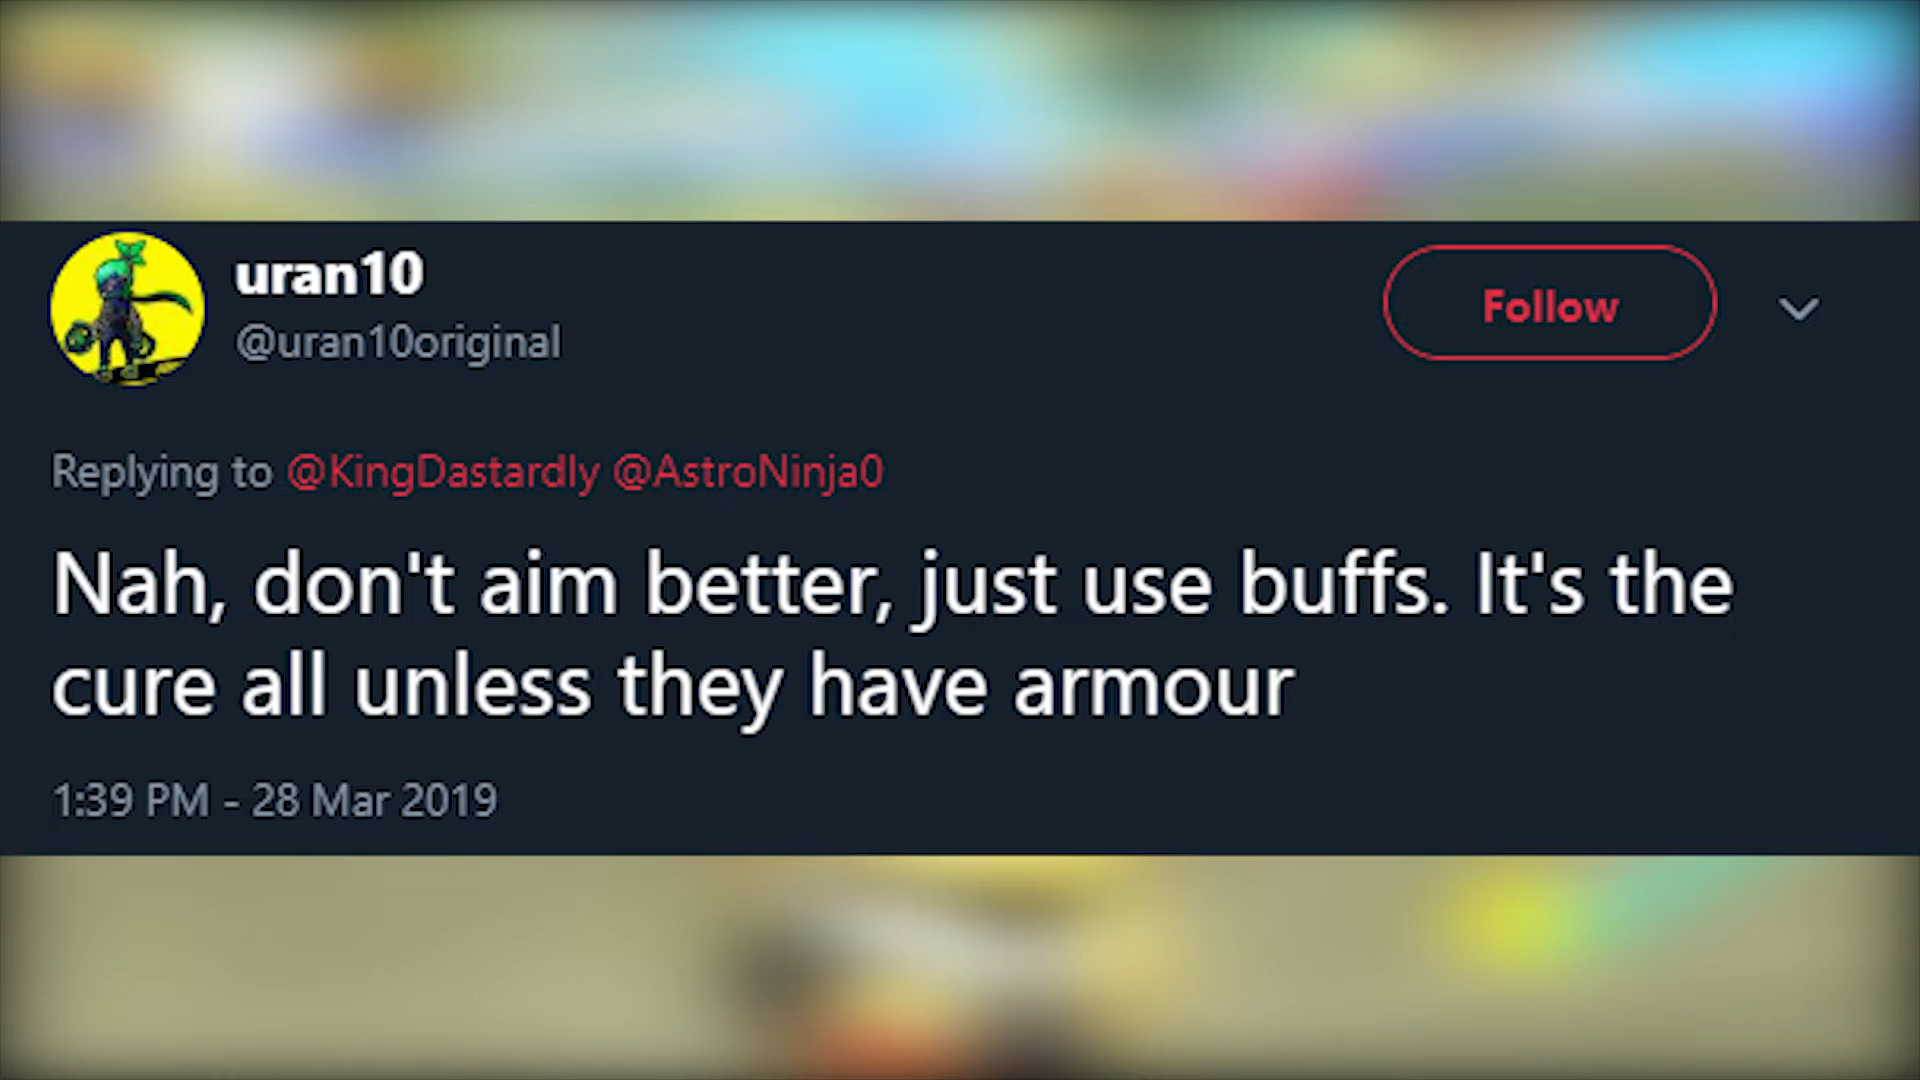 uran10
@uran10original
Follow
Replying to @KingDastardly @AstroNinja0
Nah, don't aim better, just use buffs. It's the
cure all unless they have armour
1:39 PM - 28 Mar 2019